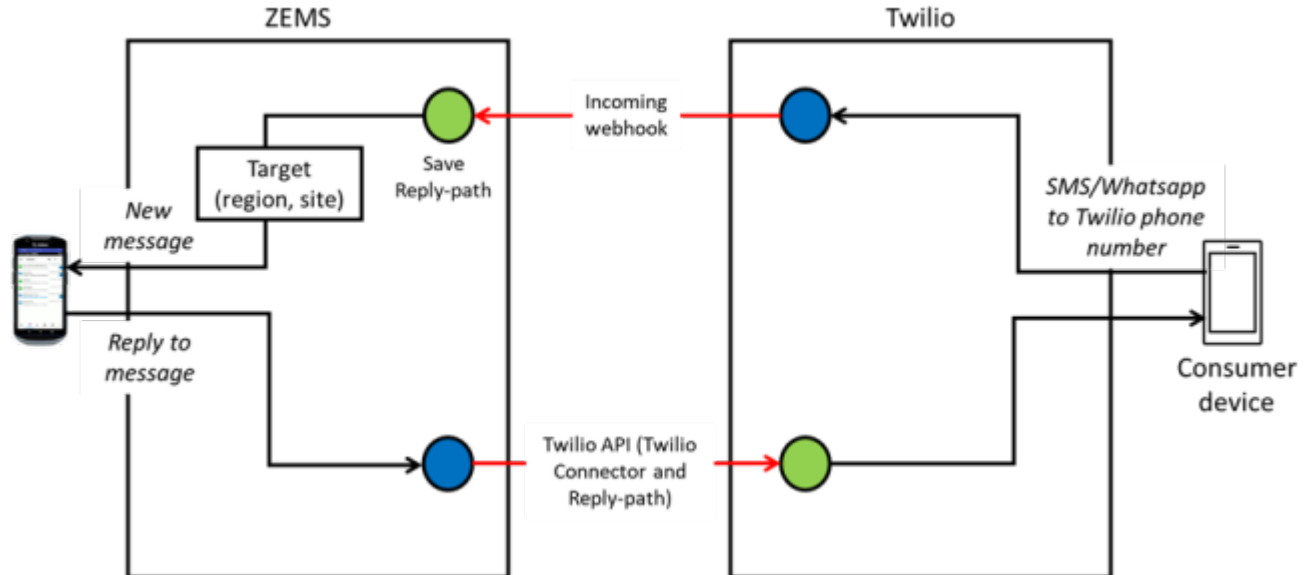 ZEMS
Twilio
Incoming
webhook
Save
Reply-path
Target
(region, site)
New
message
SMS/Whatsapp
to Twilio phone
number
Reply to
message
Consumer
device
Twilio API (Twilio
Connector and
Reply-path)